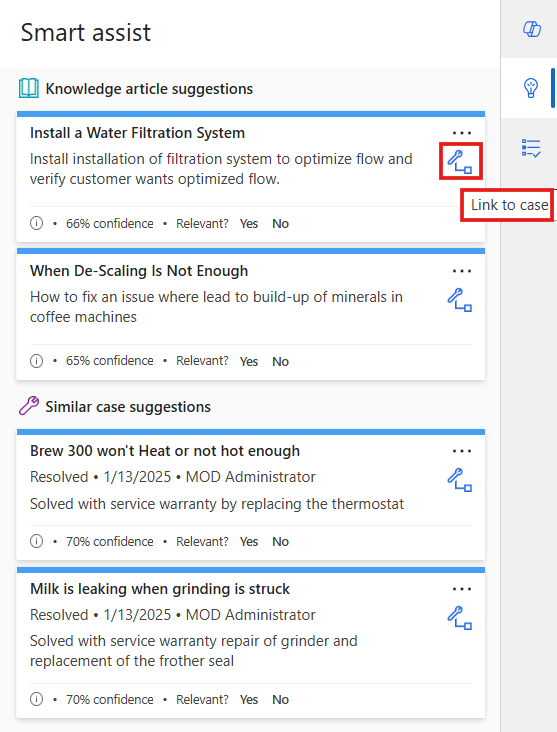 Smart assist
Knowledge article suggestions
Install a Water Filtration System
Install installation of filtration system to optimize flow and
verify customer wants optimized flow.
Link to case
• 66% confidence • Relevant? Yes No
When De-Scaling Is Not Enough
How to fix an issue where lead to build-up of minerals in
coffee machines
• 65% confidence • Relevant? Yes No
Similar case suggestions
Brew 300 won't Heat or not hot enough
Resolved • 1/13/2025 • MOD Administrator
Solved with service warranty by replacing the thermostat
• 70% confidence • Relevant? Yes No
Milk is leaking when grinding is struck
Resolved • 1/13/2025 • MOD Administrator
Solved with service warranty repair of grinder and
replacement of the frother seal
• 70% confidence • Relevant? Yes No